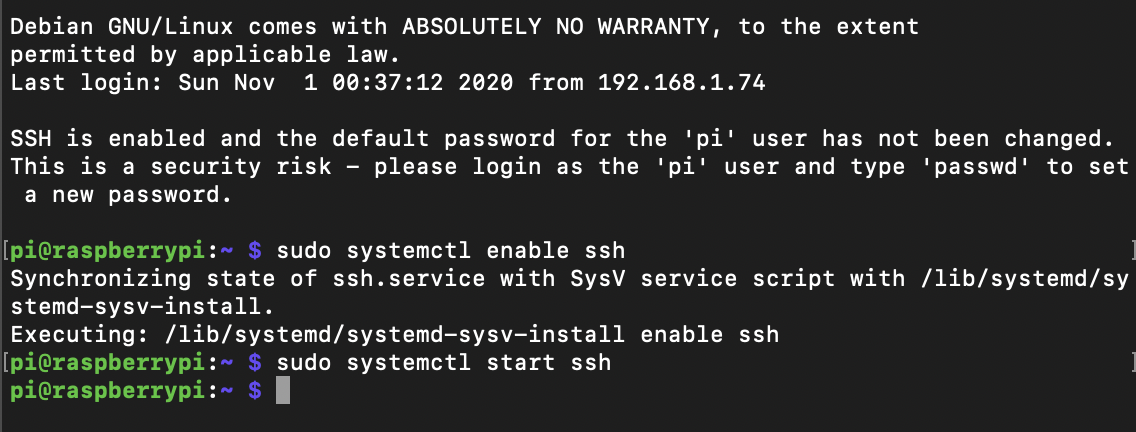 Debian GNU/Linux comes with ABSOLUTELY NO WARRANTY, to the extent
permitted by applicable law.
Last login: Sun Nov  1 00:37:12 2020 from 192.168.1.74
SSH is enabled and the default password for the 'pi' user has not been changed.
This is a security risk - please login as the 'pi' user and type 'passwd' to set
 a new password.
[pi@raspberrypi:~ $ sudo systemctl enable ssh ]
Synchronizing state of ssh.service with SysV service script with /lib/systemd/sy
stemd-sysv-install.
Executing: /lib/systemd/systemd-sysv-install enable ssh
[pi@raspberrypi:~ $ sudo systemctl start ssh ]
pi@raspberrypi:~ $